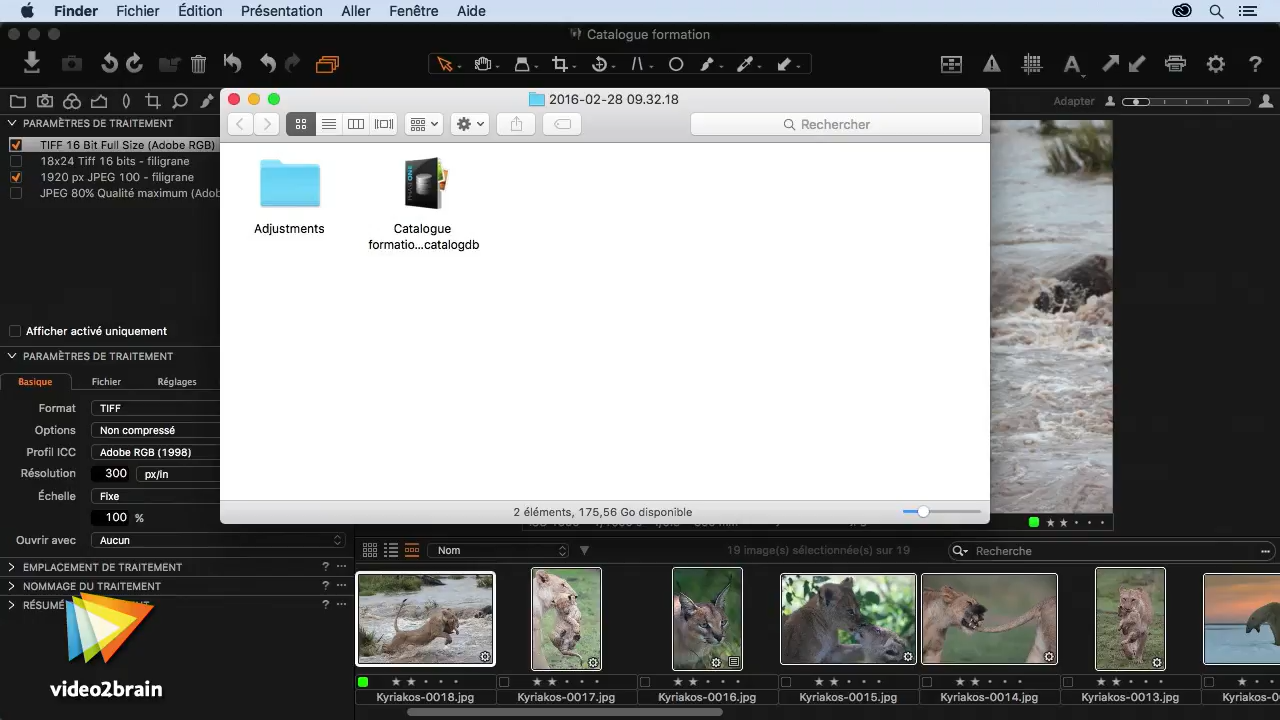 Finder Fichier Édition Présentation Aller Fenêtre Aide
Catalogue formation
2016-02-28 09.32.18
Adapter
PARAMÈTRES DE TRAITEMENT
Rechercher
TIFF 16 Bit Full Size (Adobe RGB)
18x24 Tiff 16 bits - filigrane
1920 px JPEG 100 - filigrane
JPEG 80% Qualité maximum (Adob
Adjustments
Catalogue
formatio...catalogdb
Afficher activé uniquement
PARAMÈTRES DE TRAITEMENT
Basique Fichier Réglages
Format TIFF
Options Non compressé
Profil ICC Adobe RGB (1998)
Résolution 300 px/in
Échelle Fixe
100 %
2 éléments, 175,56 Go disponible
Ouvrir avec Aucun
Nom 19 image(s) sélectionnée(s) sur 19 Recherche
EMPLACEMENT DE TRAITEMENT ?
NOMMAGE DU TRAITEMENT ?
?
video2brain
Kyriakos-0018.jpg Kyriakos-0017.jpg Kyriakos-0016.jpg Kyriakos-0015.jpg Kyriakos-0014.jpg Kyriakos-0013.jpg Kyriakos-0